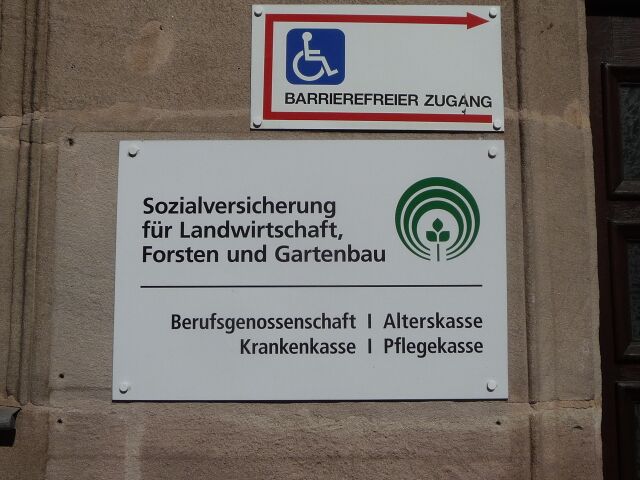 BARRIEREFREIER ZUGANG
Sozialversicherung
für Landwirtschaft,
Forsten und Gartenbau
Berufsgenossenschaft | Alterskasse
Krankenkasse | Pflegekasse